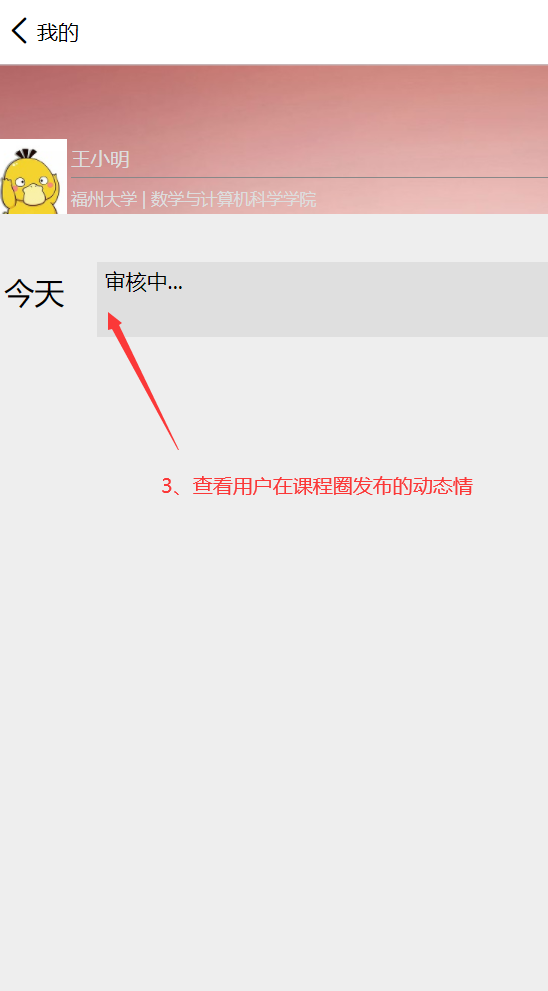 我的
王小明
福州大学 | 数学与计算机科学学院
今天
审核中...
3、查看用户在课程圈发布的动态情